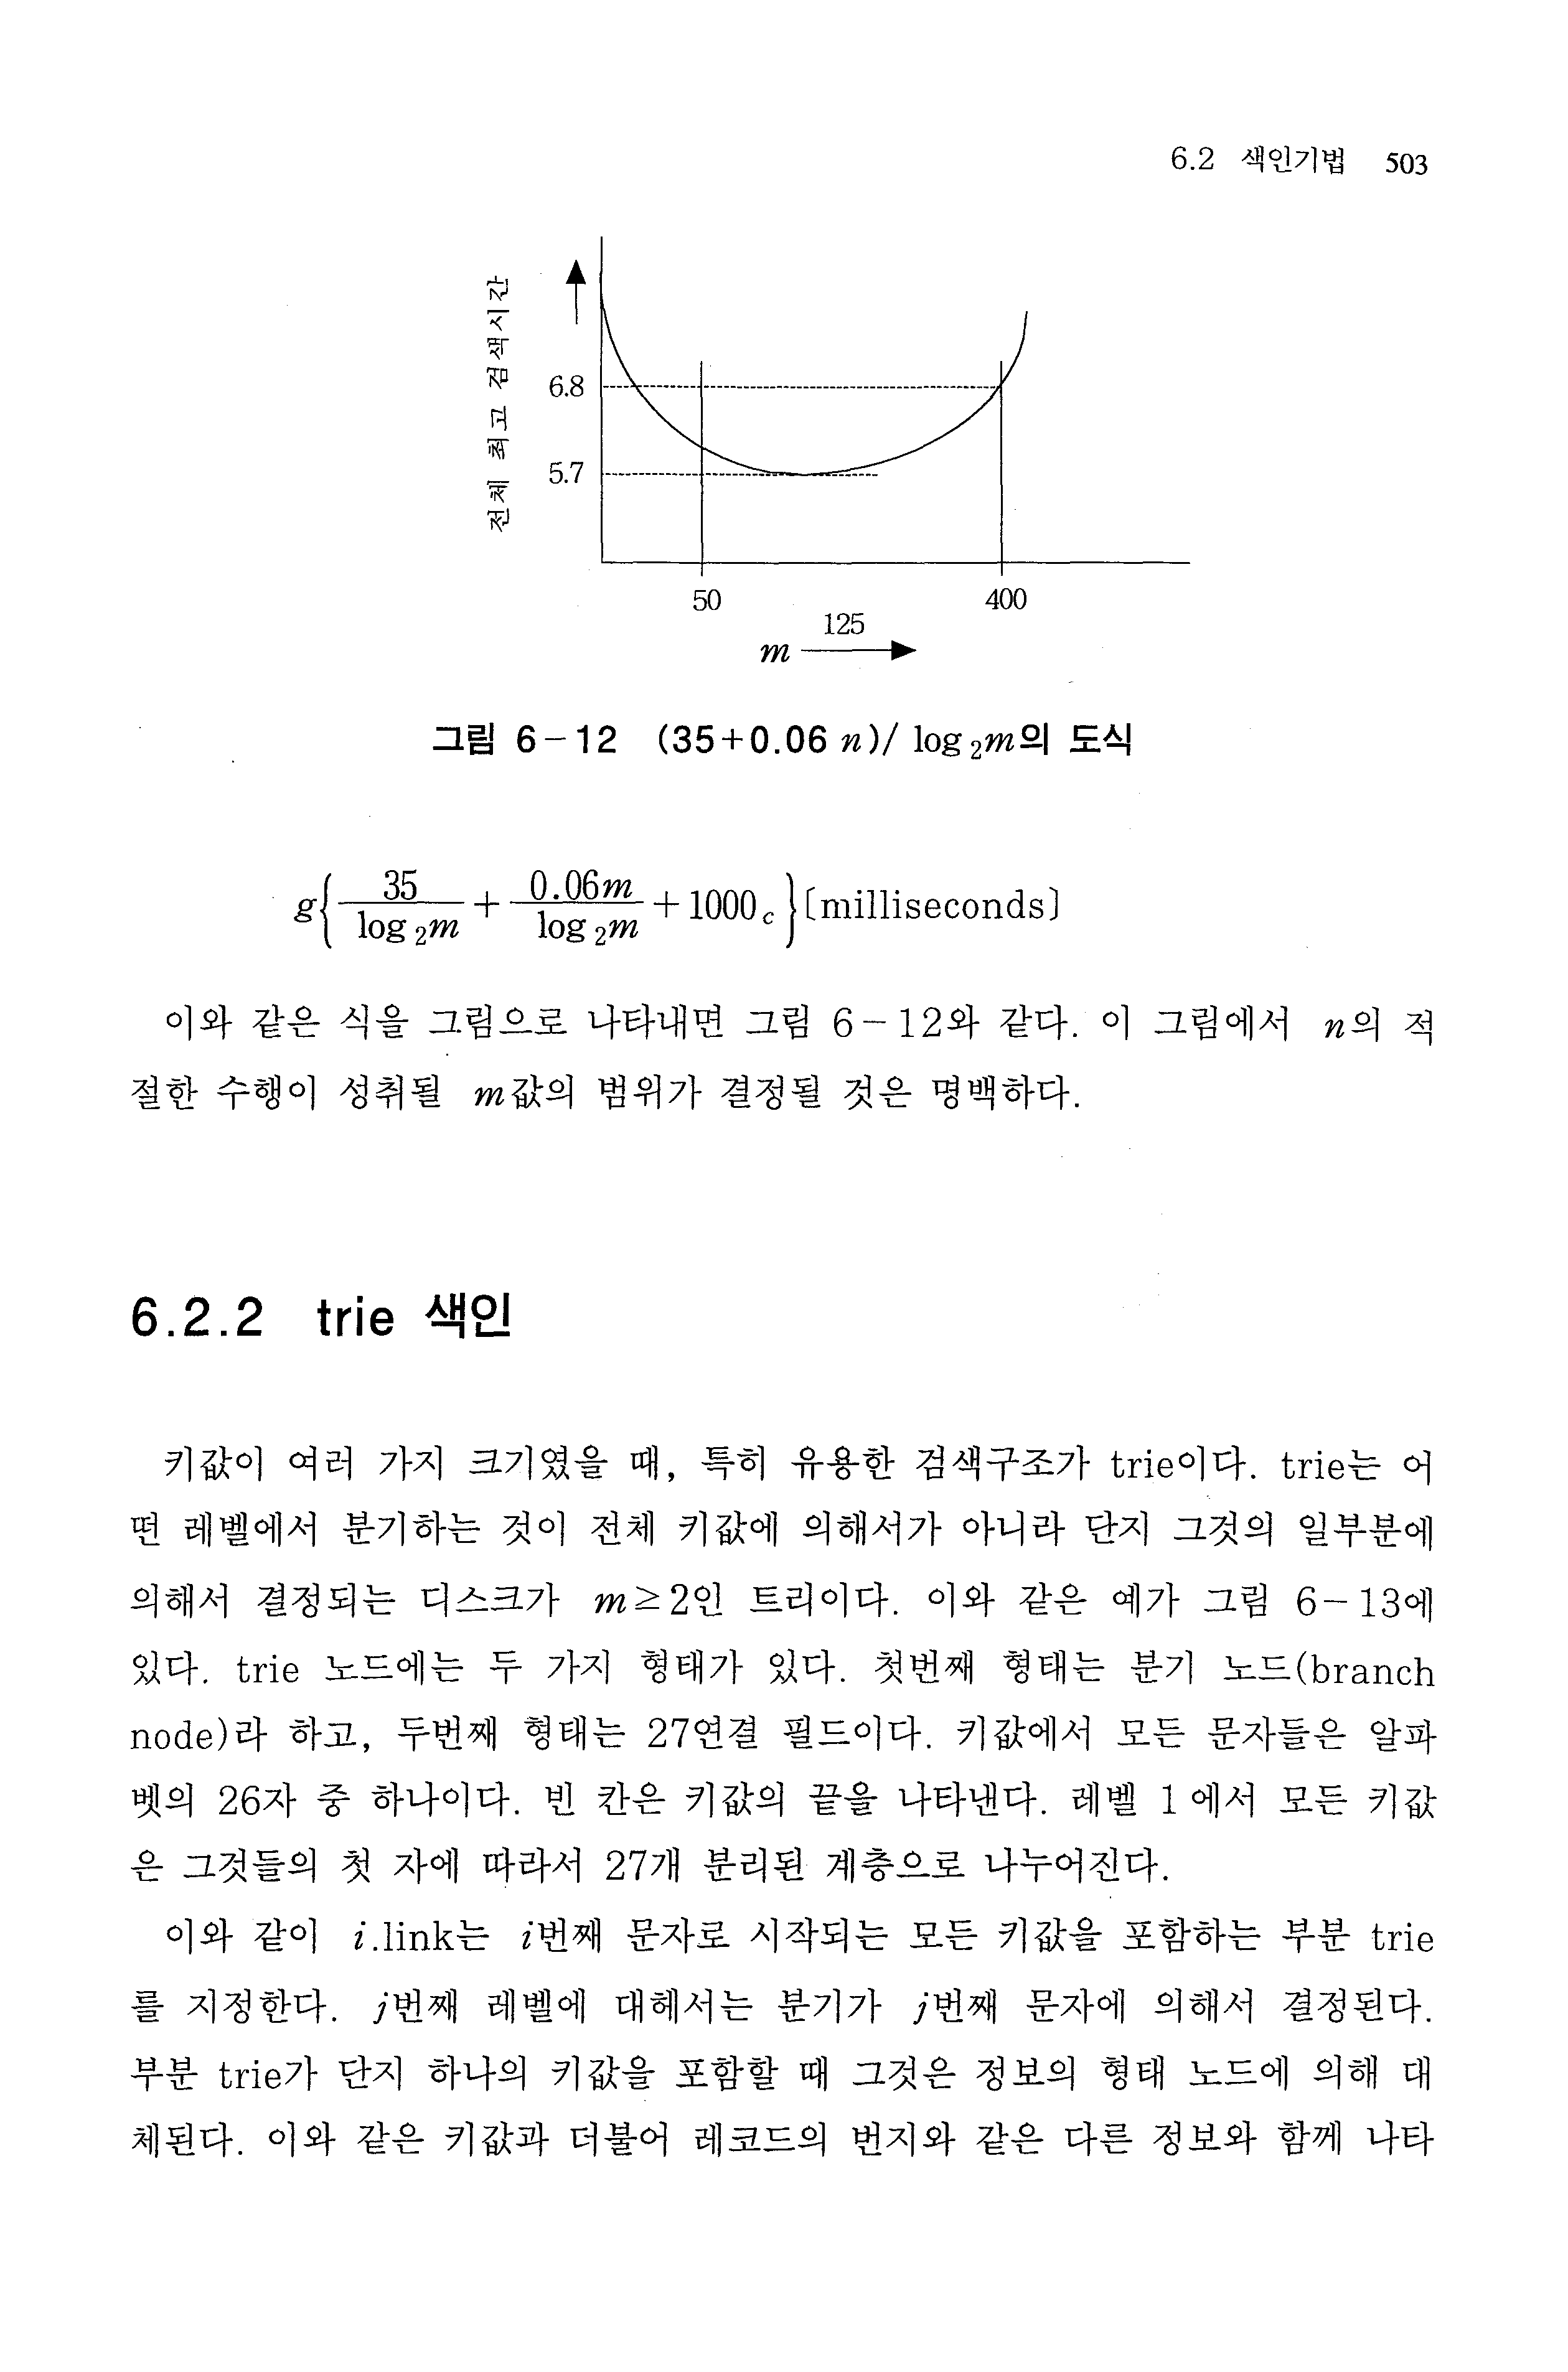 6.2 색인기법 503
전체 최고 검색시간
6.8
5.7
50
400
125
m
그림 6-12 (35+0.06 n)/ log₂m의 도식
g{ 35/log₂m + 0.06m/log₂m + 1000c }〔milliseconds〕
이와 같은 식을 그림으로 나타내면 그림 6-12와 같다. 이 그림에서 n의 적
절한 수행이 성취될 m값의 범위가 결정될 것은 명백하다.
6.2.2 trie 색인
키값이 여러 가지 크기였을 때, 특히 유용한 검색구조가 trie이다. trie는 어
떤 레벨에서 분기하는 것이 전체 키값에 의해서가 아니라 단지 그것의 일부분에
의해서 결정되는 디스크가 m≥2인 트리이다. 이와 같은 예가 그림 6-13에
있다. trie 노드에는 두 가지 형태가 있다. 첫번째 형태는 분기 노드(branch
node)라 하고, 두번째 형태는 27연결 필드이다. 키값에서 모든 문자들은 알파
벳의 26자 중 하나이다. 빈 칸은 키값의 끝을 나타낸다. 레벨 1에서 모든 키값
은 그것들의 첫 자에 따라서 27개 분리된 계층으로 나누어진다.
이와 같이 i.link는 i번째 문자로 시작되는 모든 키값을 포함하는 부분 trie
를 지정한다. j번째 레벨에 대헤서는 분기가 j번째 문자에 의해서 결정된다.
부분 trie가 단지 하나의 키값을 포함할 때 그것은 정보의 형태 노드에 의해 대
체된다. 이와 같은 키값과 더불어 레코드의 번지와 같은 다른 정보와 함께 나타